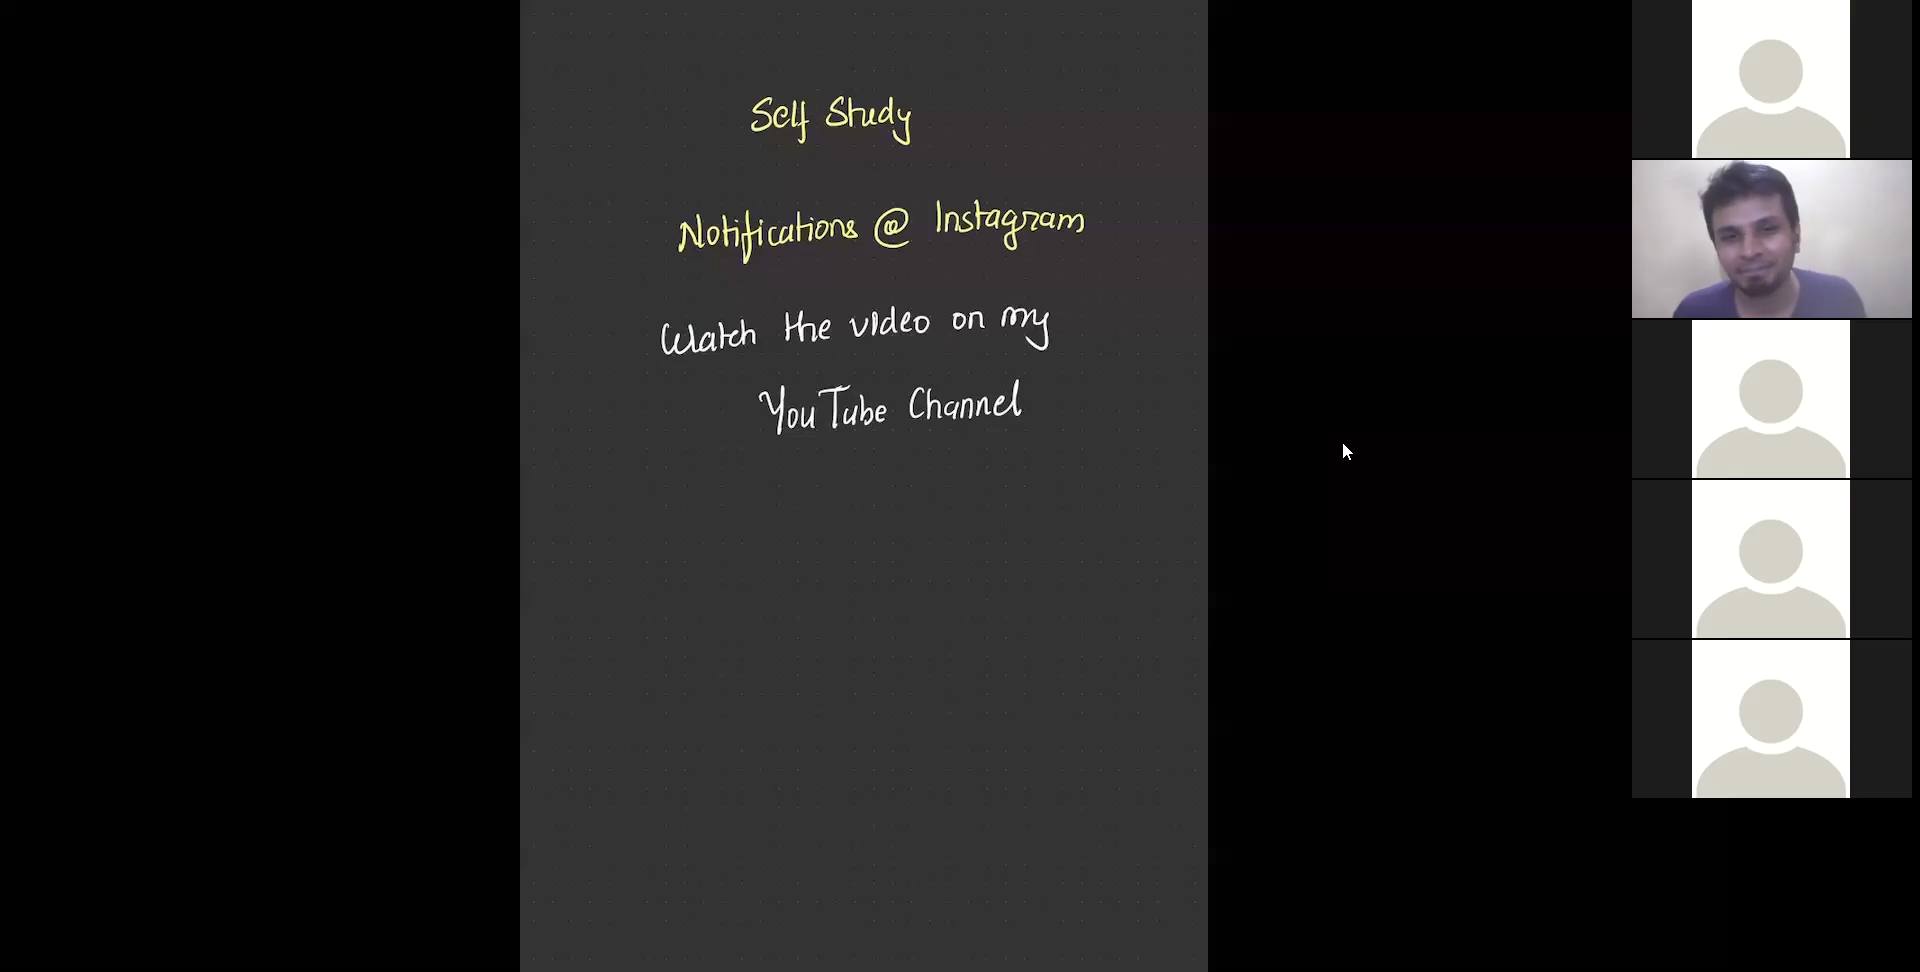 Self Study
Notifications @ Instagram
Watch the video on my
YouTube Channel